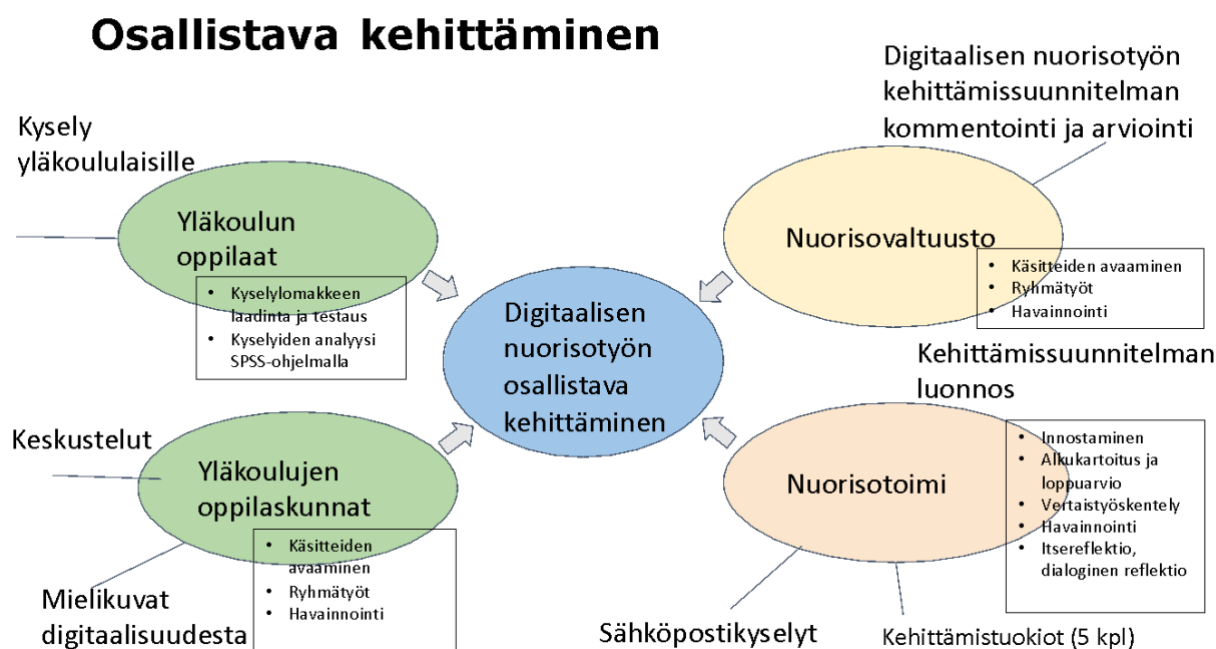 Osallistava kehittäminen
Kysely
yläkoululaisille
Yläkoulun
oppilaat
• Kyselylomakkeen
laadinta ja testaus
• Kyselyiden analyysi
SPSS-ohjelmalla
Digitaalisen nuorisotyön
kehittämissuunnitelman
kommentointi ja arviointi
Nuorisovaltuusto
• Käsitteiden avaaminen
• Ryhmätyöt
• Havainnointi
Digitaalisen
nuorisotyön
osallistava
kehittäminen
Keskustelut
Yläkoulujen
oppilaskunnat
• Käsitteiden
avaaminen
• Ryhmätyöt
• Havainnointi
Mielikuvat
digitaalisuudesta
Kehittämissuunnitelman
luonnos
Nuorisotoimi
• Innostaminen
• Alkukartoitus ja
loppuarvio
• Vertaistyöskentely
• Havainnointi
• Itsereflektio,
dialoginen reflektio
Sähköpostikyselyt
Kehittämistuokiot (5 kpl)